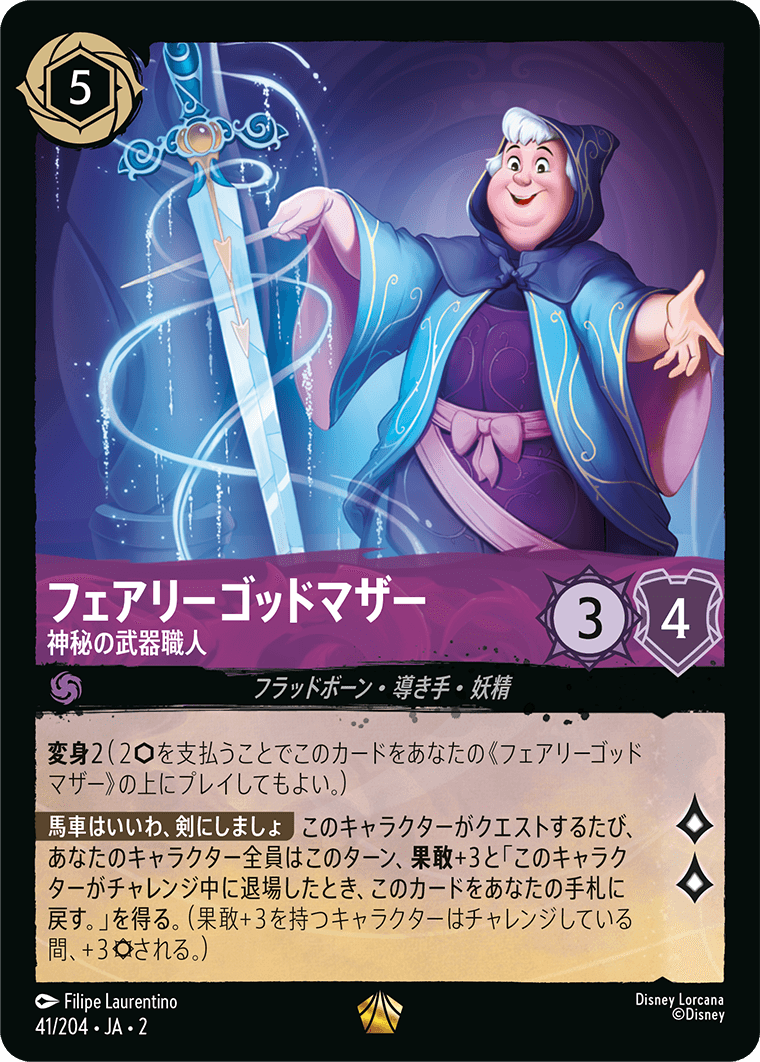 5
フェアリーゴッドマザー
神秘の武器職人
3
4
フラッドボーン・導き手・妖精
変身2(2⬡を支払うことでこのカードをあなたの《フェアリーゴッド
マザー》の上にプレイしてもよい。)
馬車はいいわ、剣にしましょ このキャラクターがクエストするたび、
あなたのキャラクター全員はこのターン、果敢+3と「このキャラク
ターがチャレンジ中に退場したとき、このカードをあなたの手札に
戻す。」を得る。(果敢+3を持つキャラクターはチャレンジしている
間、+3される。)
Filipe Laurentino
Disney Lorcana
41/204・JA・2
©Disney